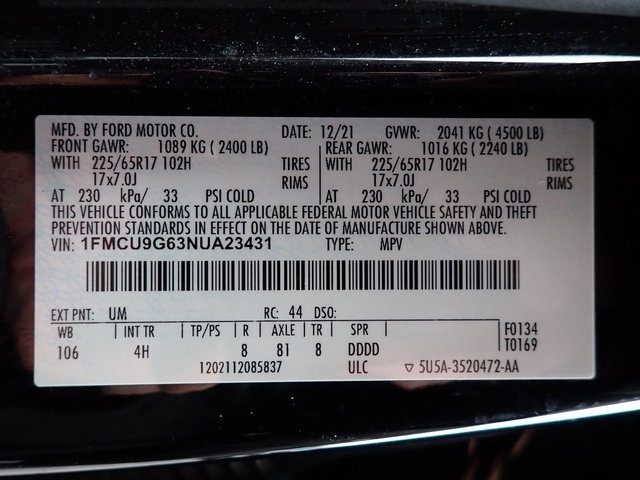 MFD. BY FORD MOTOR CO. DATE: 12/21 GVWR: 2041 KG ( 4500 LB)
FRONT GAWR: 1089 KG ( 2400 LB) REAR GAWR: 1016 KG ( 2240 LB)
WITH 225/65R17 102H TIRES WITH 225/65R17 102H TIRES
17x7.0J RIMS 17x7.0J RIMS
AT 230 kPa/ 33 PSI COLD AT 230 kPa/ 33 PSI COLD
THIS VEHICLE CONFORMS TO ALL APPLICABLE FEDERAL MOTOR VEHICLE SAFETY AND THEFT
PREVENTION STANDARDS IN EFFECT ON THE DATE OF MANUFACTURE SHOWN ABOVE.
VIN: 1FMCU9G63NUA23431 TYPE: MPV
EXT PNT: UM RC: 44 DSO:
WB INT TR TP/PS R AXLE TR SPR F0134
106 4H 8 81 8 DDDD T0169
1202112085837 ULC ▽ 5U5A-3520472-AA